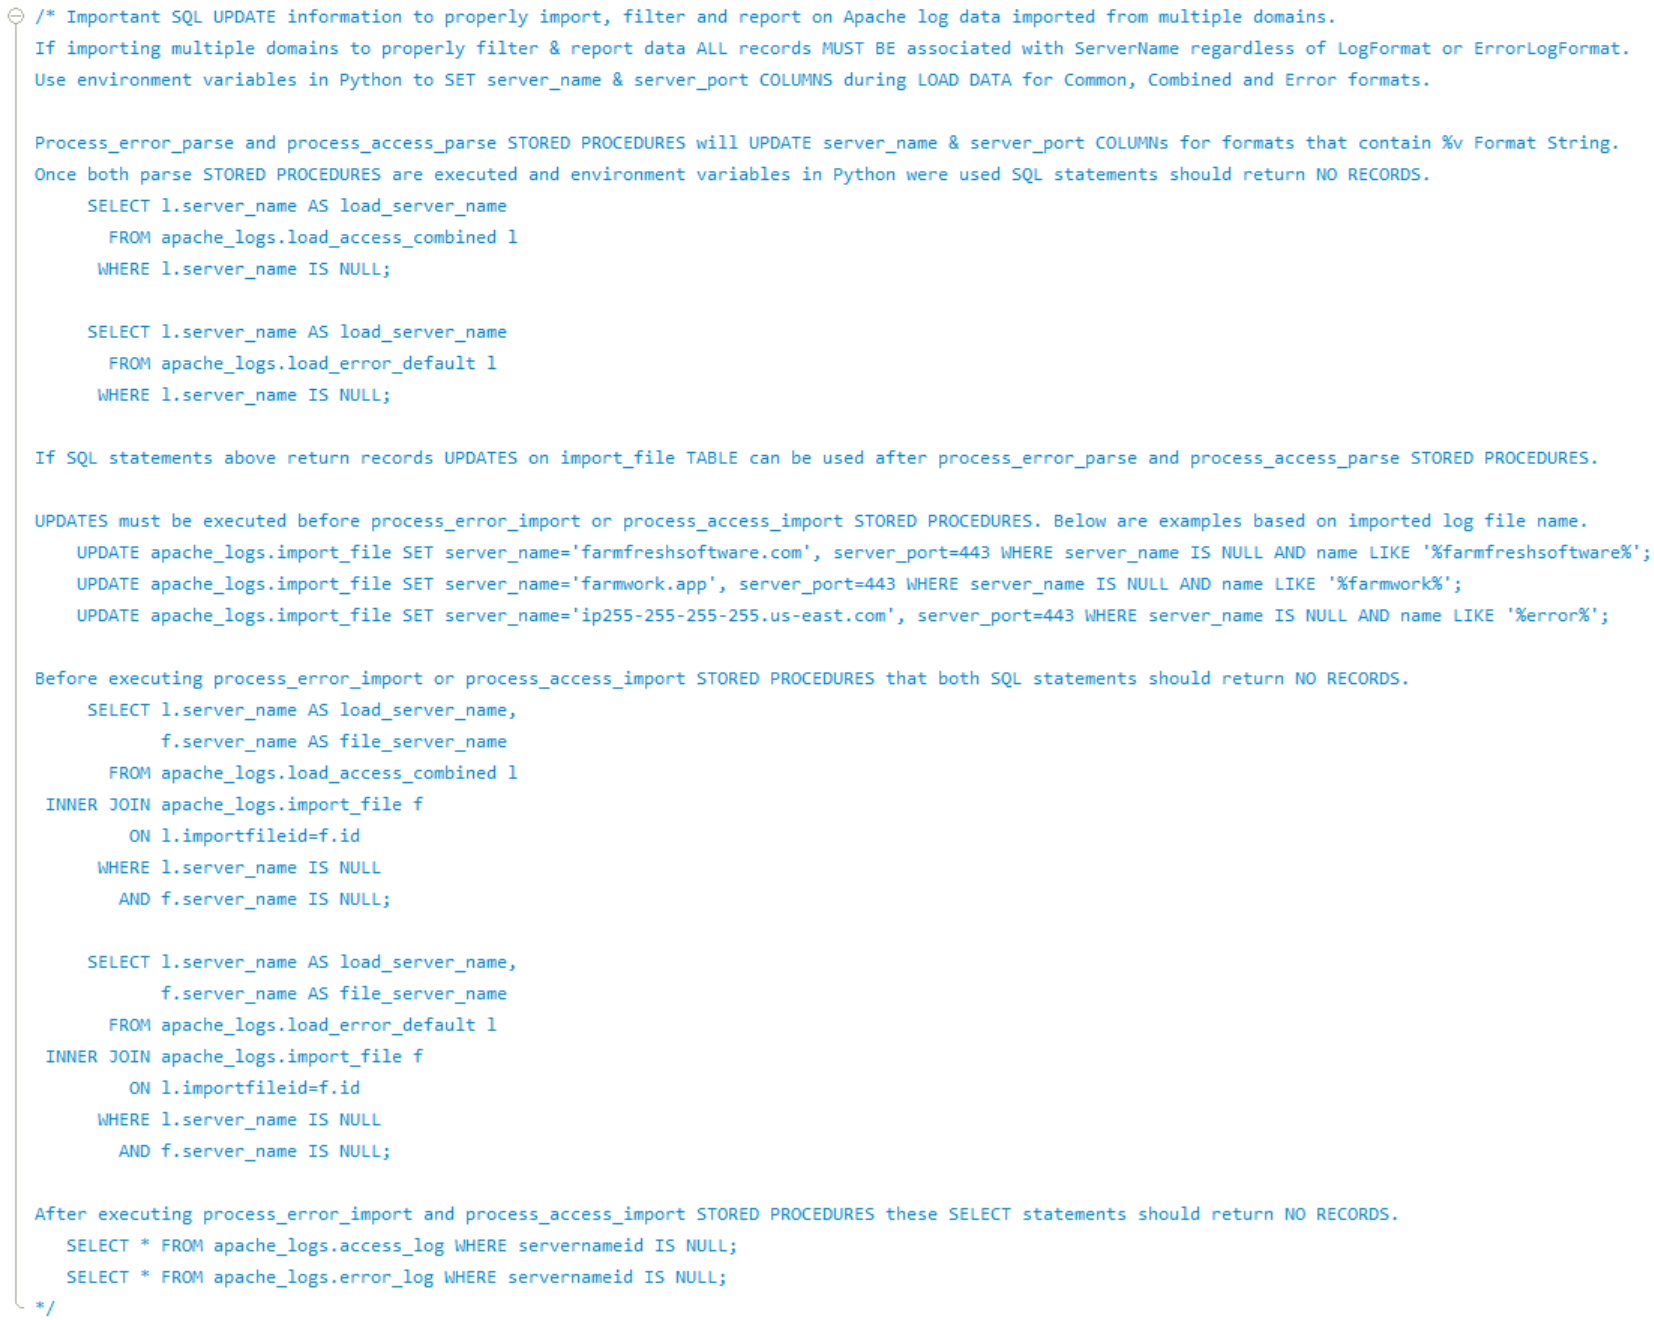 /* Important SQL UPDATE information to properly import, filter and report on Apache log data imported from multiple domains.
If importing multiple domains to properly filter & report data ALL records MUST BE associated with ServerName regardless of LogFormat or ErrorLogFormat.
Use environment variables in Python to SET server_name & server_port COLUMNS during LOAD DATA for Common, Combined and Error formats.

Process_error_parse and process_access_parse STORED PROCEDURES will UPDATE server_name & server_port COLUMNs for formats that contain %v Format String.
Once both parse STORED PROCEDURES are executed and environment variables in Python were used SQL statements should return NO RECORDS.
     SELECT l.server_name AS load_server_name
       FROM apache_logs.load_access_combined l
      WHERE l.server_name IS NULL;

     SELECT l.server_name AS load_server_name
       FROM apache_logs.load_error_default l
      WHERE l.server_name IS NULL;

If SQL statements above return records UPDATES on import_file TABLE can be used after process_error_parse and process_access_parse STORED PROCEDURES.

UPDATES must be executed before process_error_import or process_access_import STORED PROCEDURES. Below are examples based on imported log file name.
    UPDATE apache_logs.import_file SET server_name='farmfreshsoftware.com', server_port=443 WHERE server_name IS NULL AND name LIKE '%farmfreshsoftware%';
    UPDATE apache_logs.import_file SET server_name='farmwork.app', server_port=443 WHERE server_name IS NULL AND name LIKE '%farmwork%';
    UPDATE apache_logs.import_file SET server_name='ip255-255-255-255.us-east.com', server_port=443 WHERE server_name IS NULL AND name LIKE '%error%';

Before executing process_error_import or process_access_import STORED PROCEDURES that both SQL statements should return NO RECORDS.
     SELECT l.server_name AS load_server_name,
            f.server_name AS file_server_name
       FROM apache_logs.load_access_combined l
 INNER JOIN apache_logs.import_file f
         ON l.importfileid=f.id
      WHERE l.server_name IS NULL
        AND f.server_name IS NULL;

     SELECT l.server_name AS load_server_name,
            f.server_name AS file_server_name
       FROM apache_logs.load_error_default l
 INNER JOIN apache_logs.import_file f
         ON l.importfileid=f.id
      WHERE l.server_name IS NULL
        AND f.server_name IS NULL;

After executing process_error_import and process_access_import STORED PROCEDURES these SELECT statements should return NO RECORDS.
   SELECT * FROM apache_logs.access_log WHERE servernameid IS NULL;
   SELECT * FROM apache_logs.error_log WHERE servernameid IS NULL;
*/